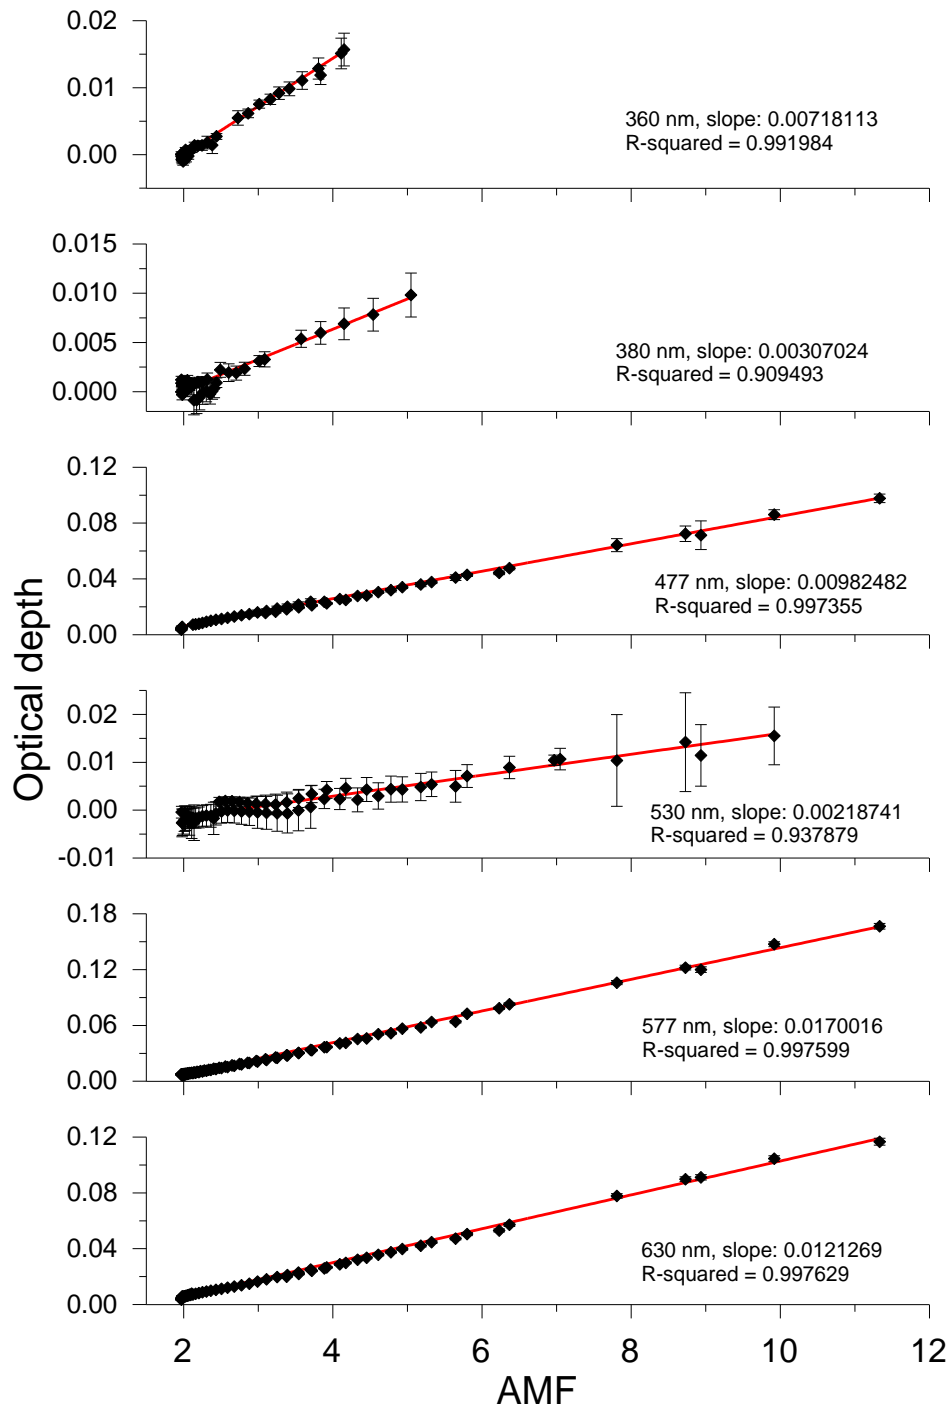 0.02
0.01
0.00
360 nm, slope: 0.00718113
R-squared = 0.991984
0.015
0.010
0.005
0.000
380 nm, slope: 0.00307024
R-squared = 0.909493
0.12
0.08
0.04
0.00
477 nm, slope: 0.00982482
R-squared = 0.997355
Optical depth
0.02
0.01
0.00
-0.01
530 nm, slope: 0.00218741
R-squared = 0.937879
0.18
0.12
0.06
0.00
577 nm, slope: 0.0170016
R-squared = 0.997599
0.12
0.08
0.04
0.00
630 nm, slope: 0.0121269
R-squared = 0.997629
2 4 6 8 10 12
AMF